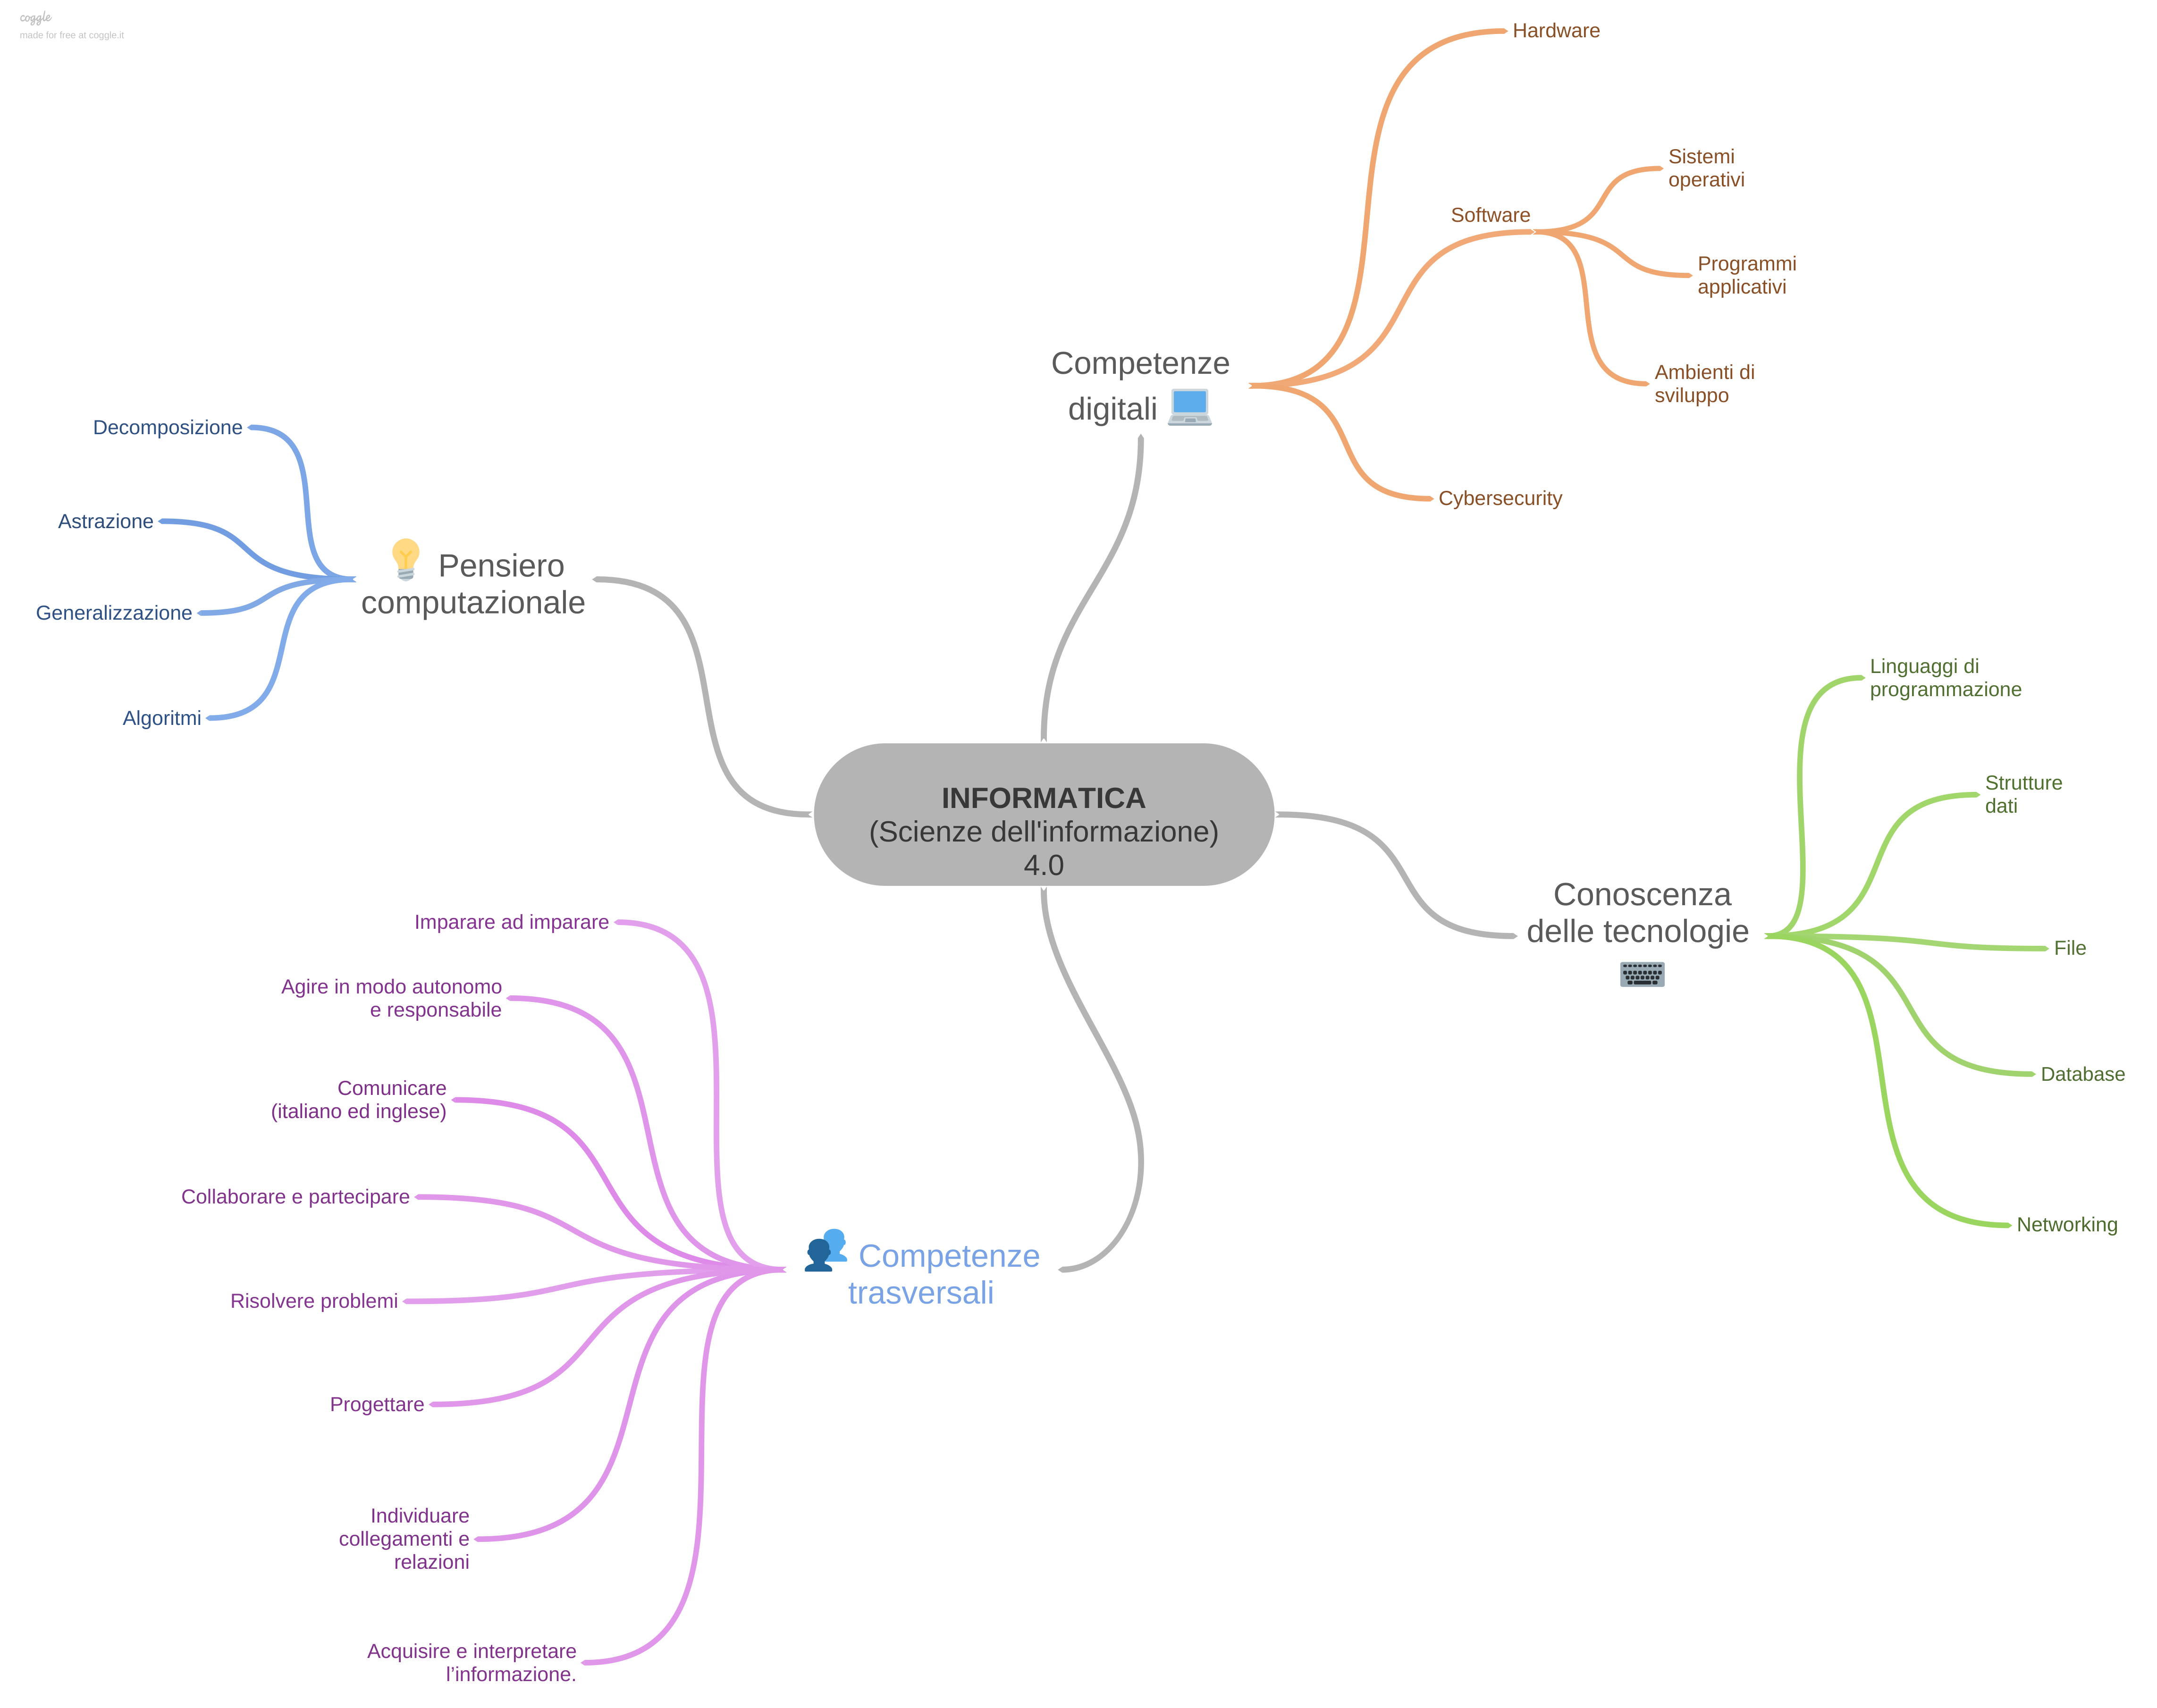 coggle
made for free at coggle.it
Hardware
Sistemi
operativi
Software
Programmi
applicativi
Ambienti di
sviluppo
Competenze
digitali
Cybersecurity
Decomposizione
Astrazione
Generalizzazione
Algoritmi
Pensiero
computazionale
INFORMATICA
(Scienze dell'informazione)
4.0
Linguaggi di
programmazione
Strutture
dati
Conoscenza
delle tecnologie
File
Database
Networking
Imparare ad imparare
Agire in modo autonomo
e responsabile
Comunicare
(italiano ed inglese)
Collaborare e partecipare
Competenze
trasversali
Risolvere problemi
Progettare
Individuare
collegamenti e
relazioni
Acquisire e interpretare
l’informazione.